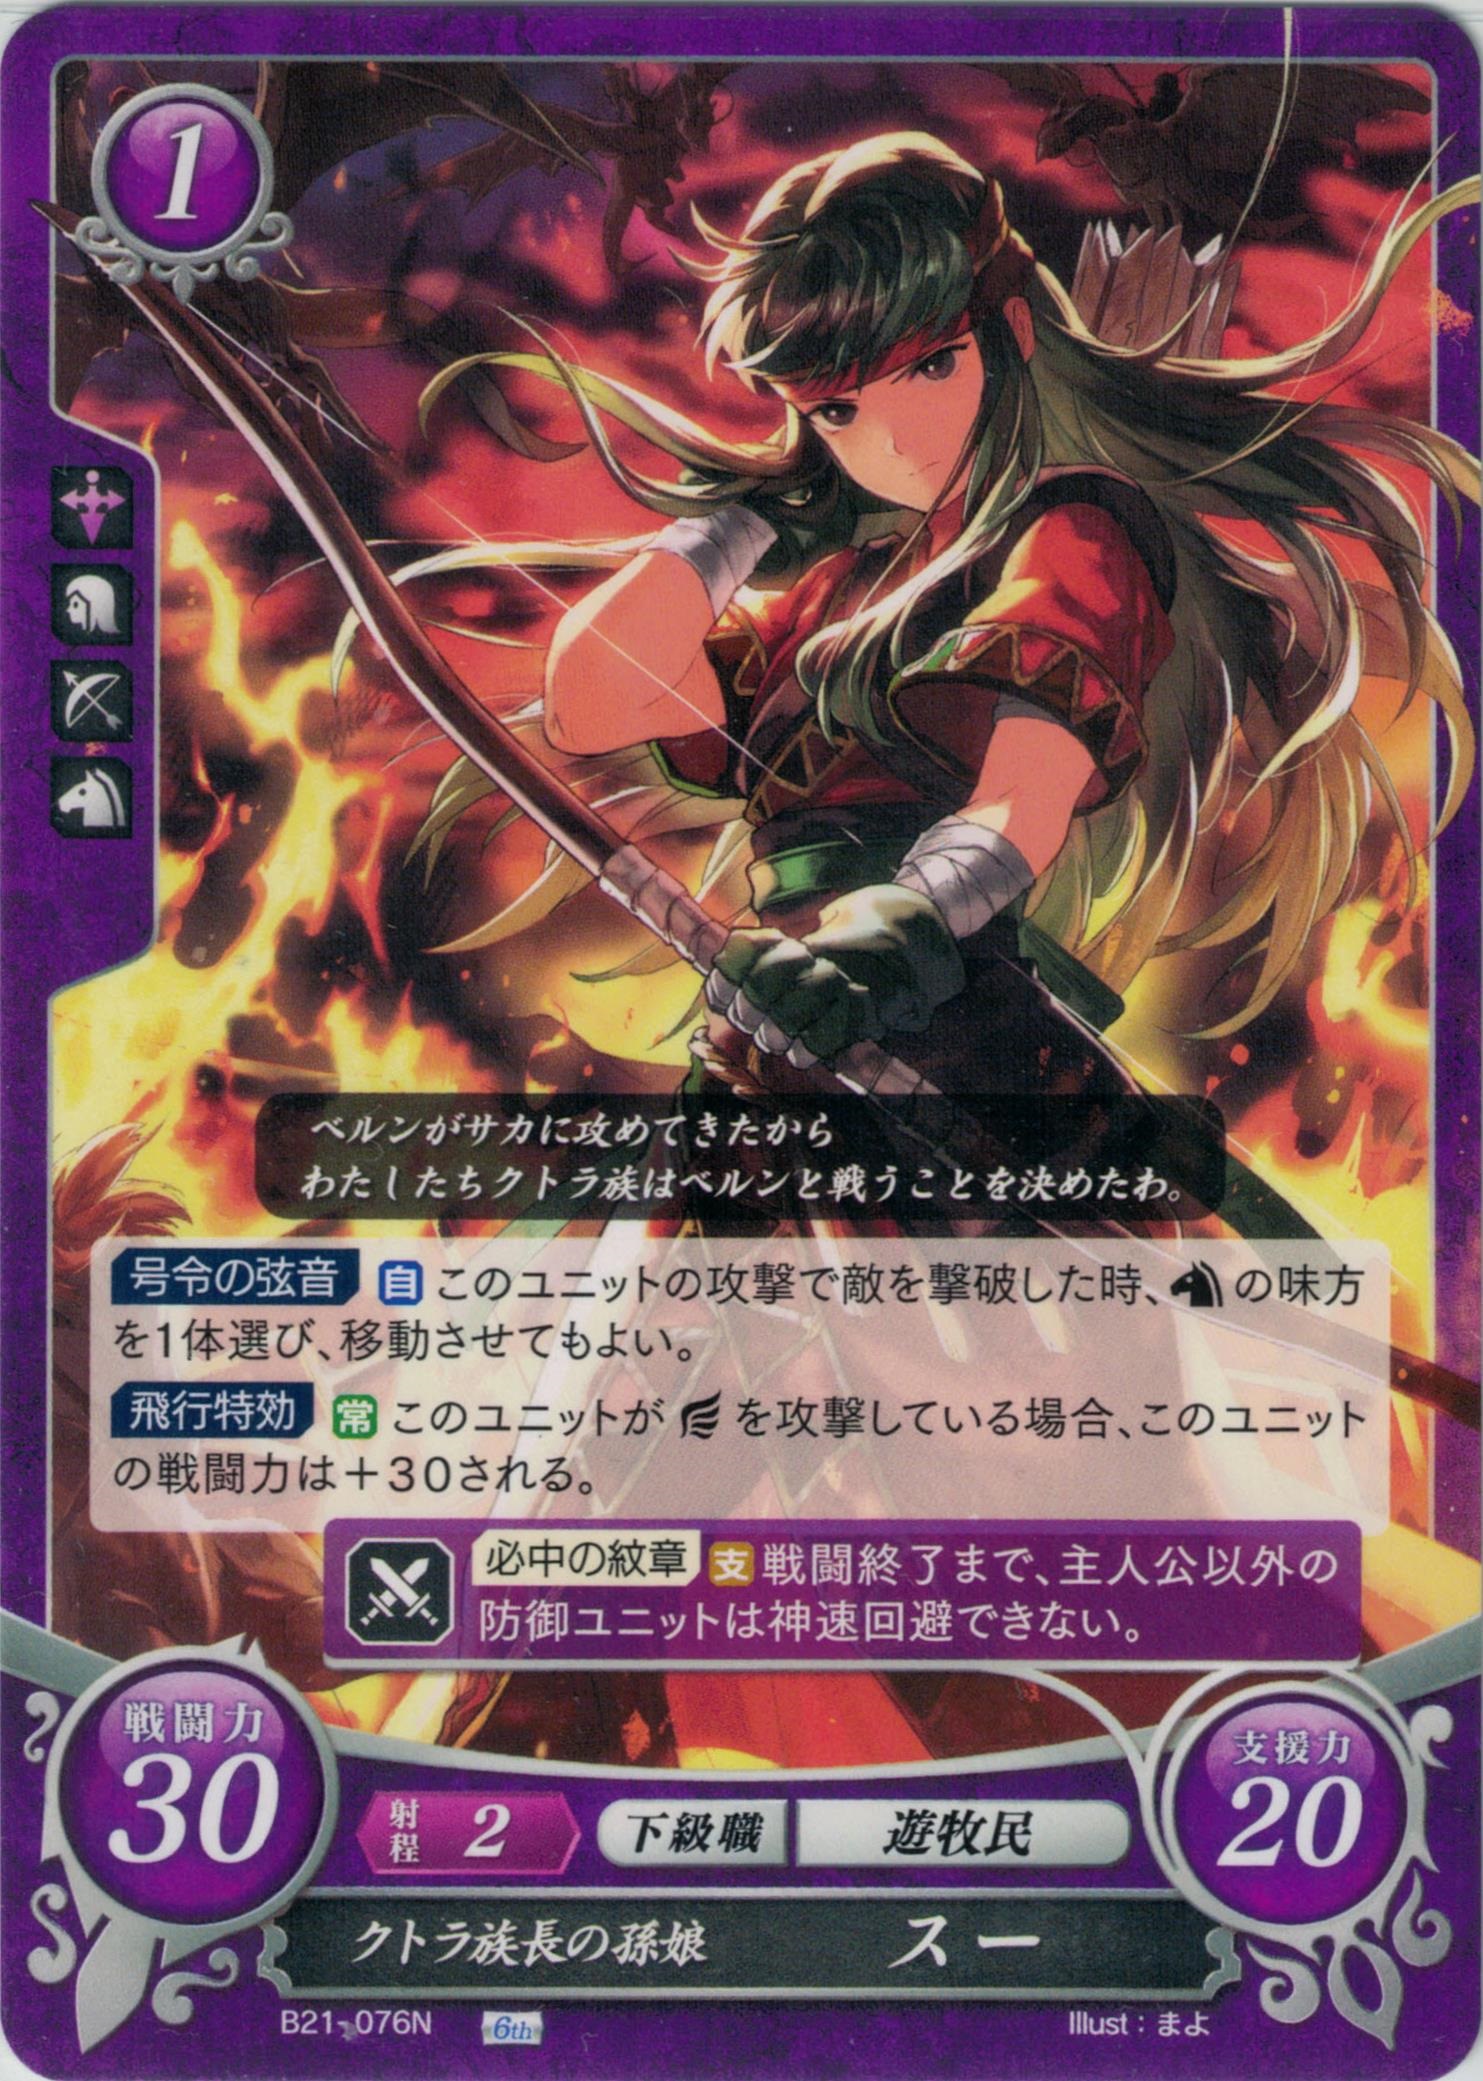 1
ベルンがサカに攻めてきたから
わたしたちクトラ族はベルンと戦うことを決めたわ。
号令の弦音 自 このユニットの攻撃で敵を撃破した時、の味方
を1体選び、移動させてもよい。
飛行特効 常 このユニットが を攻撃している場合、このユニット
の戦闘力は＋30される。
必中の紋章 支 戦闘終了まで、主人公以外の
防御ユニットは神速回避できない。
戦闘力
30
射程 2
下級職
遊牧民
支援力
20
クトラ族長の孫娘 スー
B21-076N
6th
Illust：まよ